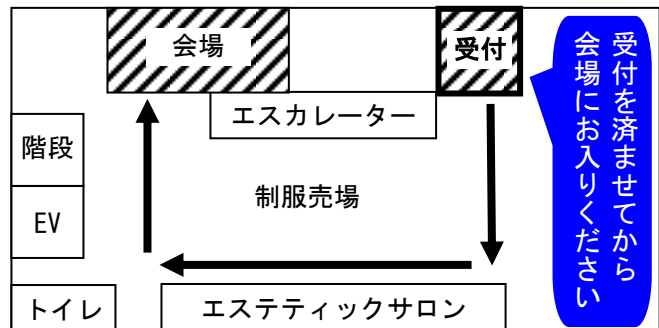 会場
受付
受付を済ませてから
会場にお入りください
エスカレーター
階段
制服売場
EV
トイレ
エステティックサロン